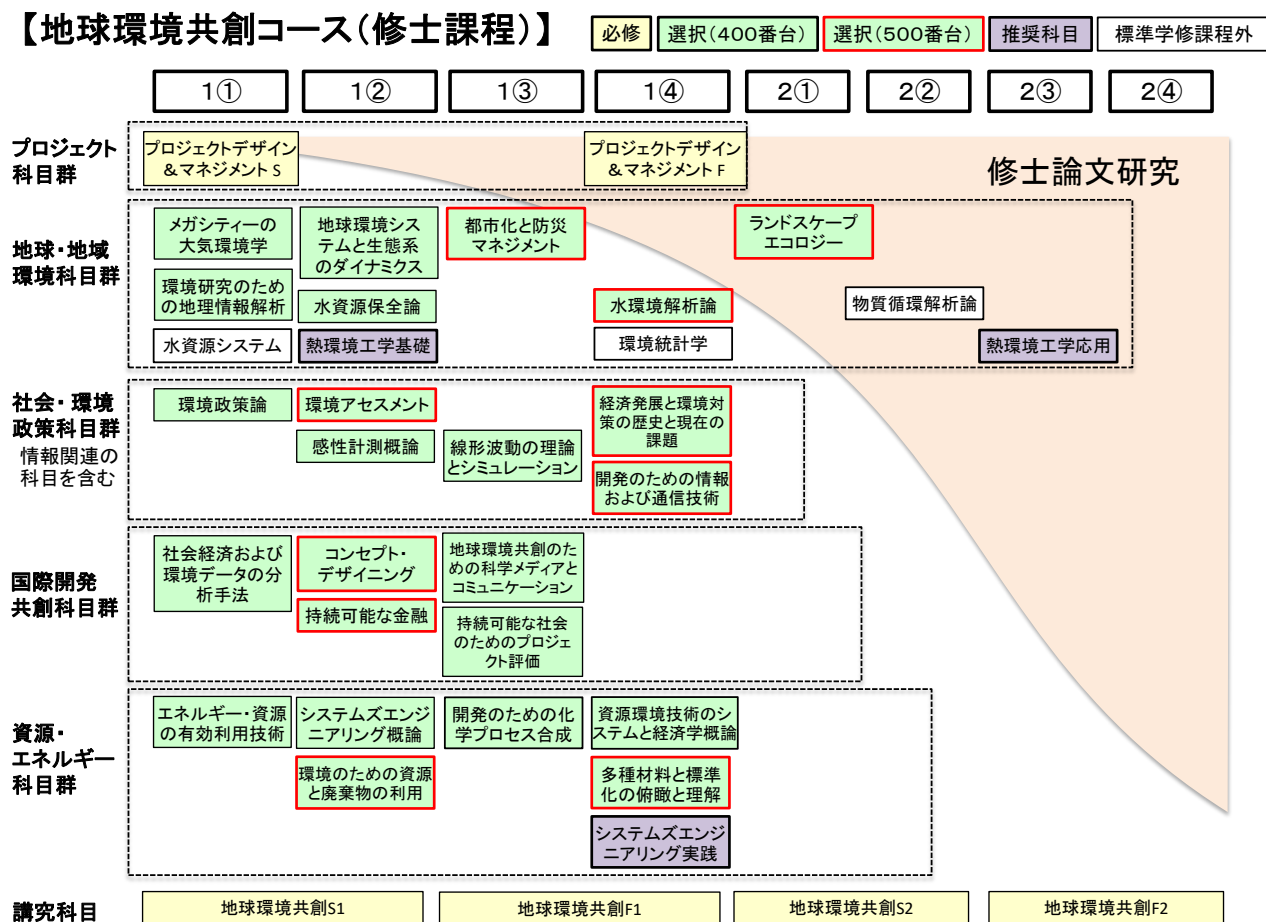 【地球環境共創コース(修士課程)】
必修
選択(400番台)
選択(500番台)
推奨科目
標準学修課程外
1①
1②
1③
1④
2①
2②
2③
2④
プロジェクト
科目群
プロジェクトデザイン
&マネジメント S
プロジェクトデザイン
&マネジメント F
修士論文研究
地球・地域
環境科目群
メガシティーの
大気環境学
地球環境シス
テムと生態系
のダイナミクス
都市化と防災
マネジメント
ランドスケープ
エコロジー
環境研究のため
の地理情報解析
水資源保全論
水環境解析論
物質循環解析論
水資源システム
熱環境工学基礎
環境統計学
熱環境工学応用
社会・環境
政策科目群
情報関連の
科目を含む
環境政策論
環境アセスメント
経済発展と環境対
策の歴史と現在の
課題
感性計測概論
線形波動の理論
とシミュレーション
開発のための情報
および通信技術
国際開発
共創科目群
社会経済および
環境データの分
析手法
コンセプト・
デザイニング
地球環境共創のた
めの科学メディアと
コミュニケーション
持続可能な金融
持続可能な社会
のためのプロジェ
クト評価
資源・
エネルギー
科目群
エネルギー・資源
の有効利用技術
システムズエンジ
ニアリング概論
開発のための化
学プロセス合成
資源環境技術のシ
ステムと経済学概論
環境のための資源
と廃棄物の利用
多種材料と標準
化の俯瞰と理解
システムズエンジ
ニアリング実践
講究科目
地球環境共創S1
地球環境共創F1
地球環境共創S2
地球環境共創F2